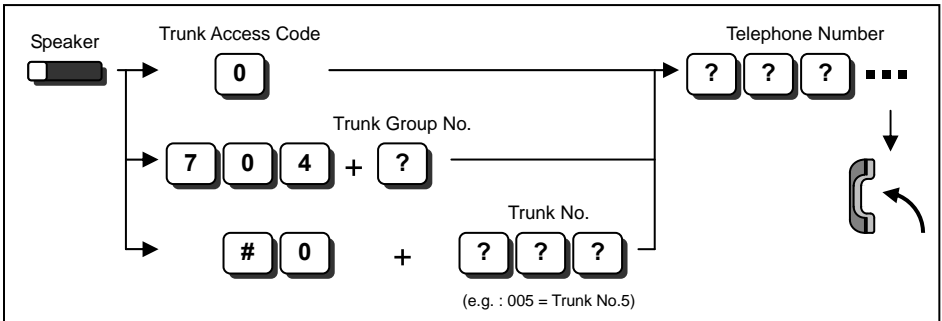 Speaker
Trunk Access Code
0
Telephone Number
? ? ?
Trunk Group No.
7 0 4 + ?
Trunk No.
# 0 + ? ? ?
(e.g. : 005 = Trunk No.5)